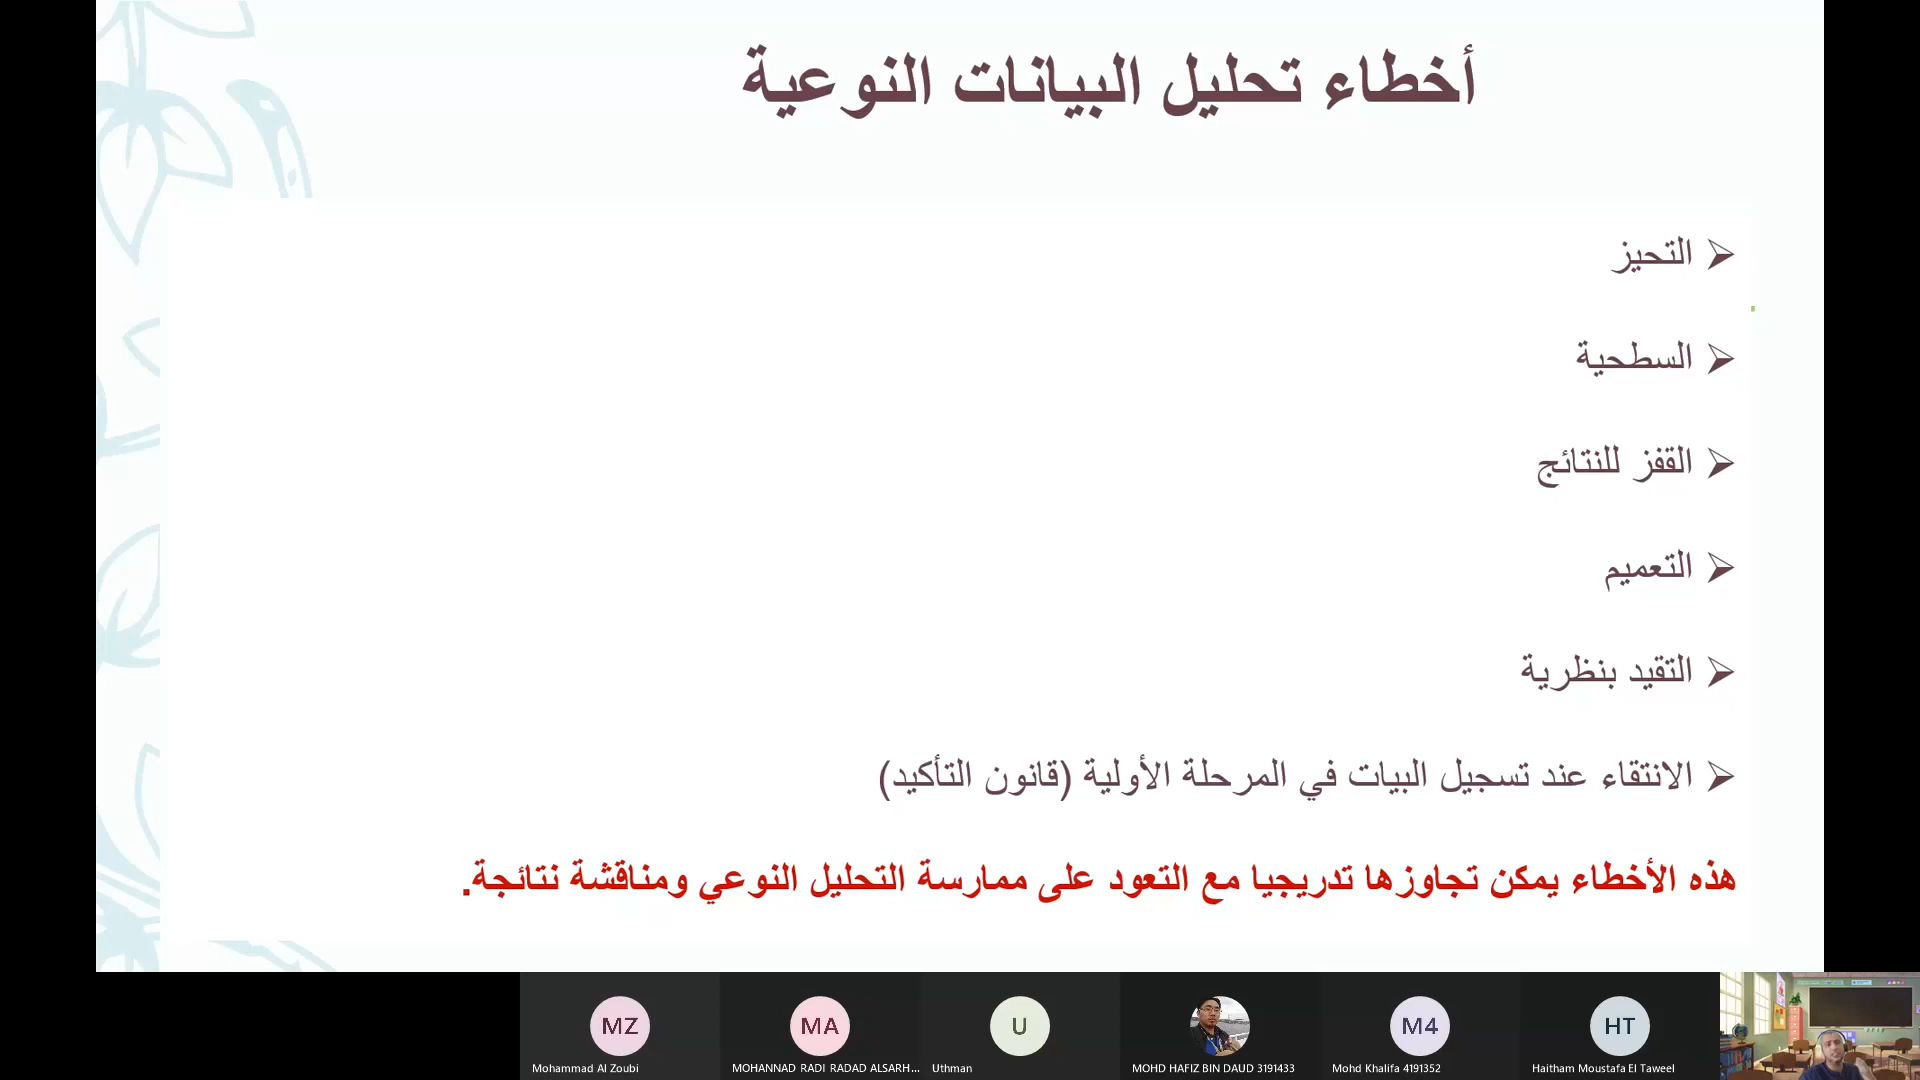 أخطاء تحليل البيانات النوعية
التحيز
السطحية
القفز للنتائج
التعميم
التقيد بنظرية
الانتقاء عند تسجيل البيات في المرحلة الأولية (قانون التأكيد)
هذه الأخطاء يمكن تجاوزها تدريجيا مع التعود على ممارسة التحليل النوعي ومناقشة نتائجة.
MZ
MA
U
M4
HT
Mohammad Al Zoubi
MOHANNAD RADI RADAD ALSARH...
Uthman
MOHD HAFIZ BIN DAUD 3191433
Mohd Khalifa 4191352
Haitham Moustafa El Taweel